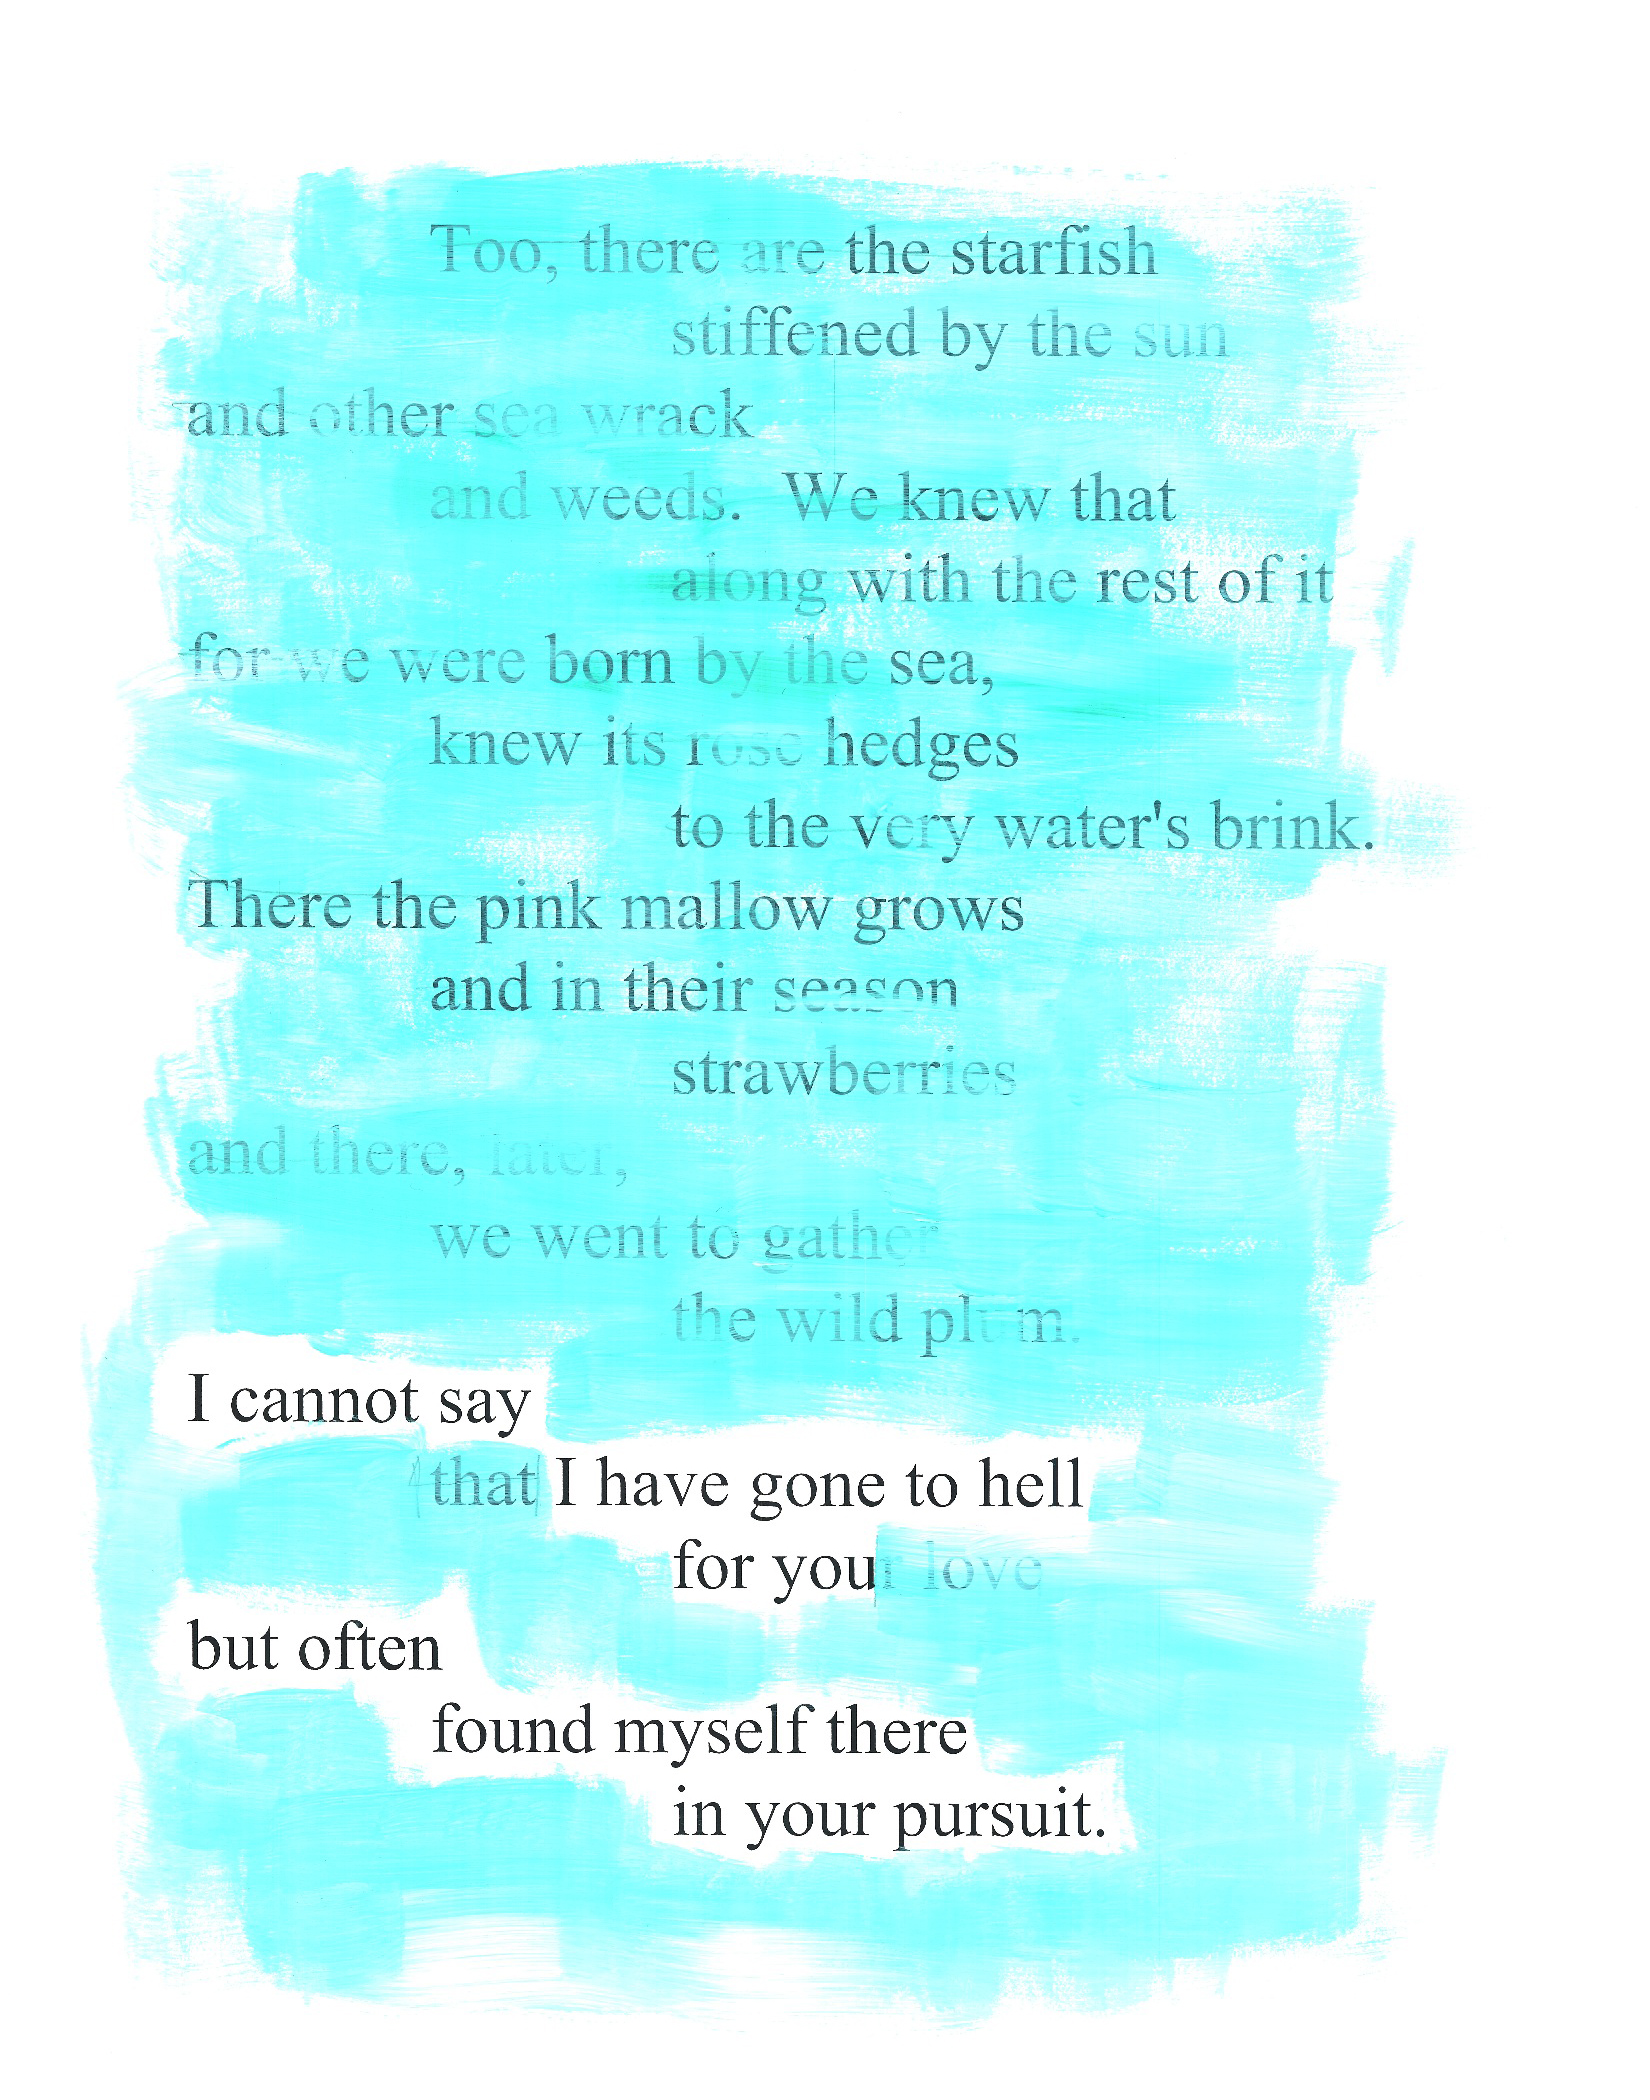 Too, there are the starfish
stiffened by the sun
and other sea wrack
and weeds. We knew that
along with the rest of it
for we were born by the sea,
knew its rose hedges
to the very water's brink.
There the pink mallow grows
and in their season
strawberries
and there, later,
we went to gather
the wild plum.
I cannot say
that I have gone to hell
for your love
but often
found myself there
in your pursuit.